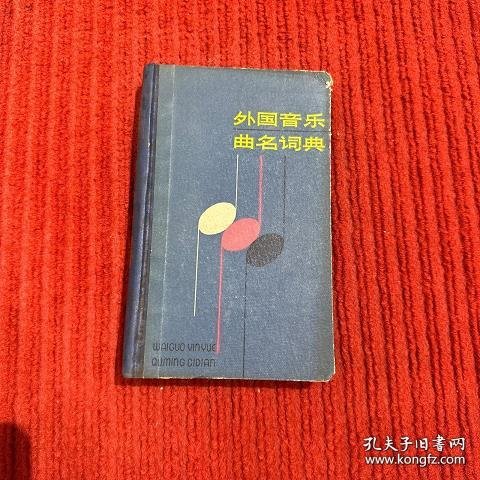 外国音乐
曲名词典
WAIGUO YINYUE
QUMING CIDIAN
孔夫子旧书网
www.kongfz.com